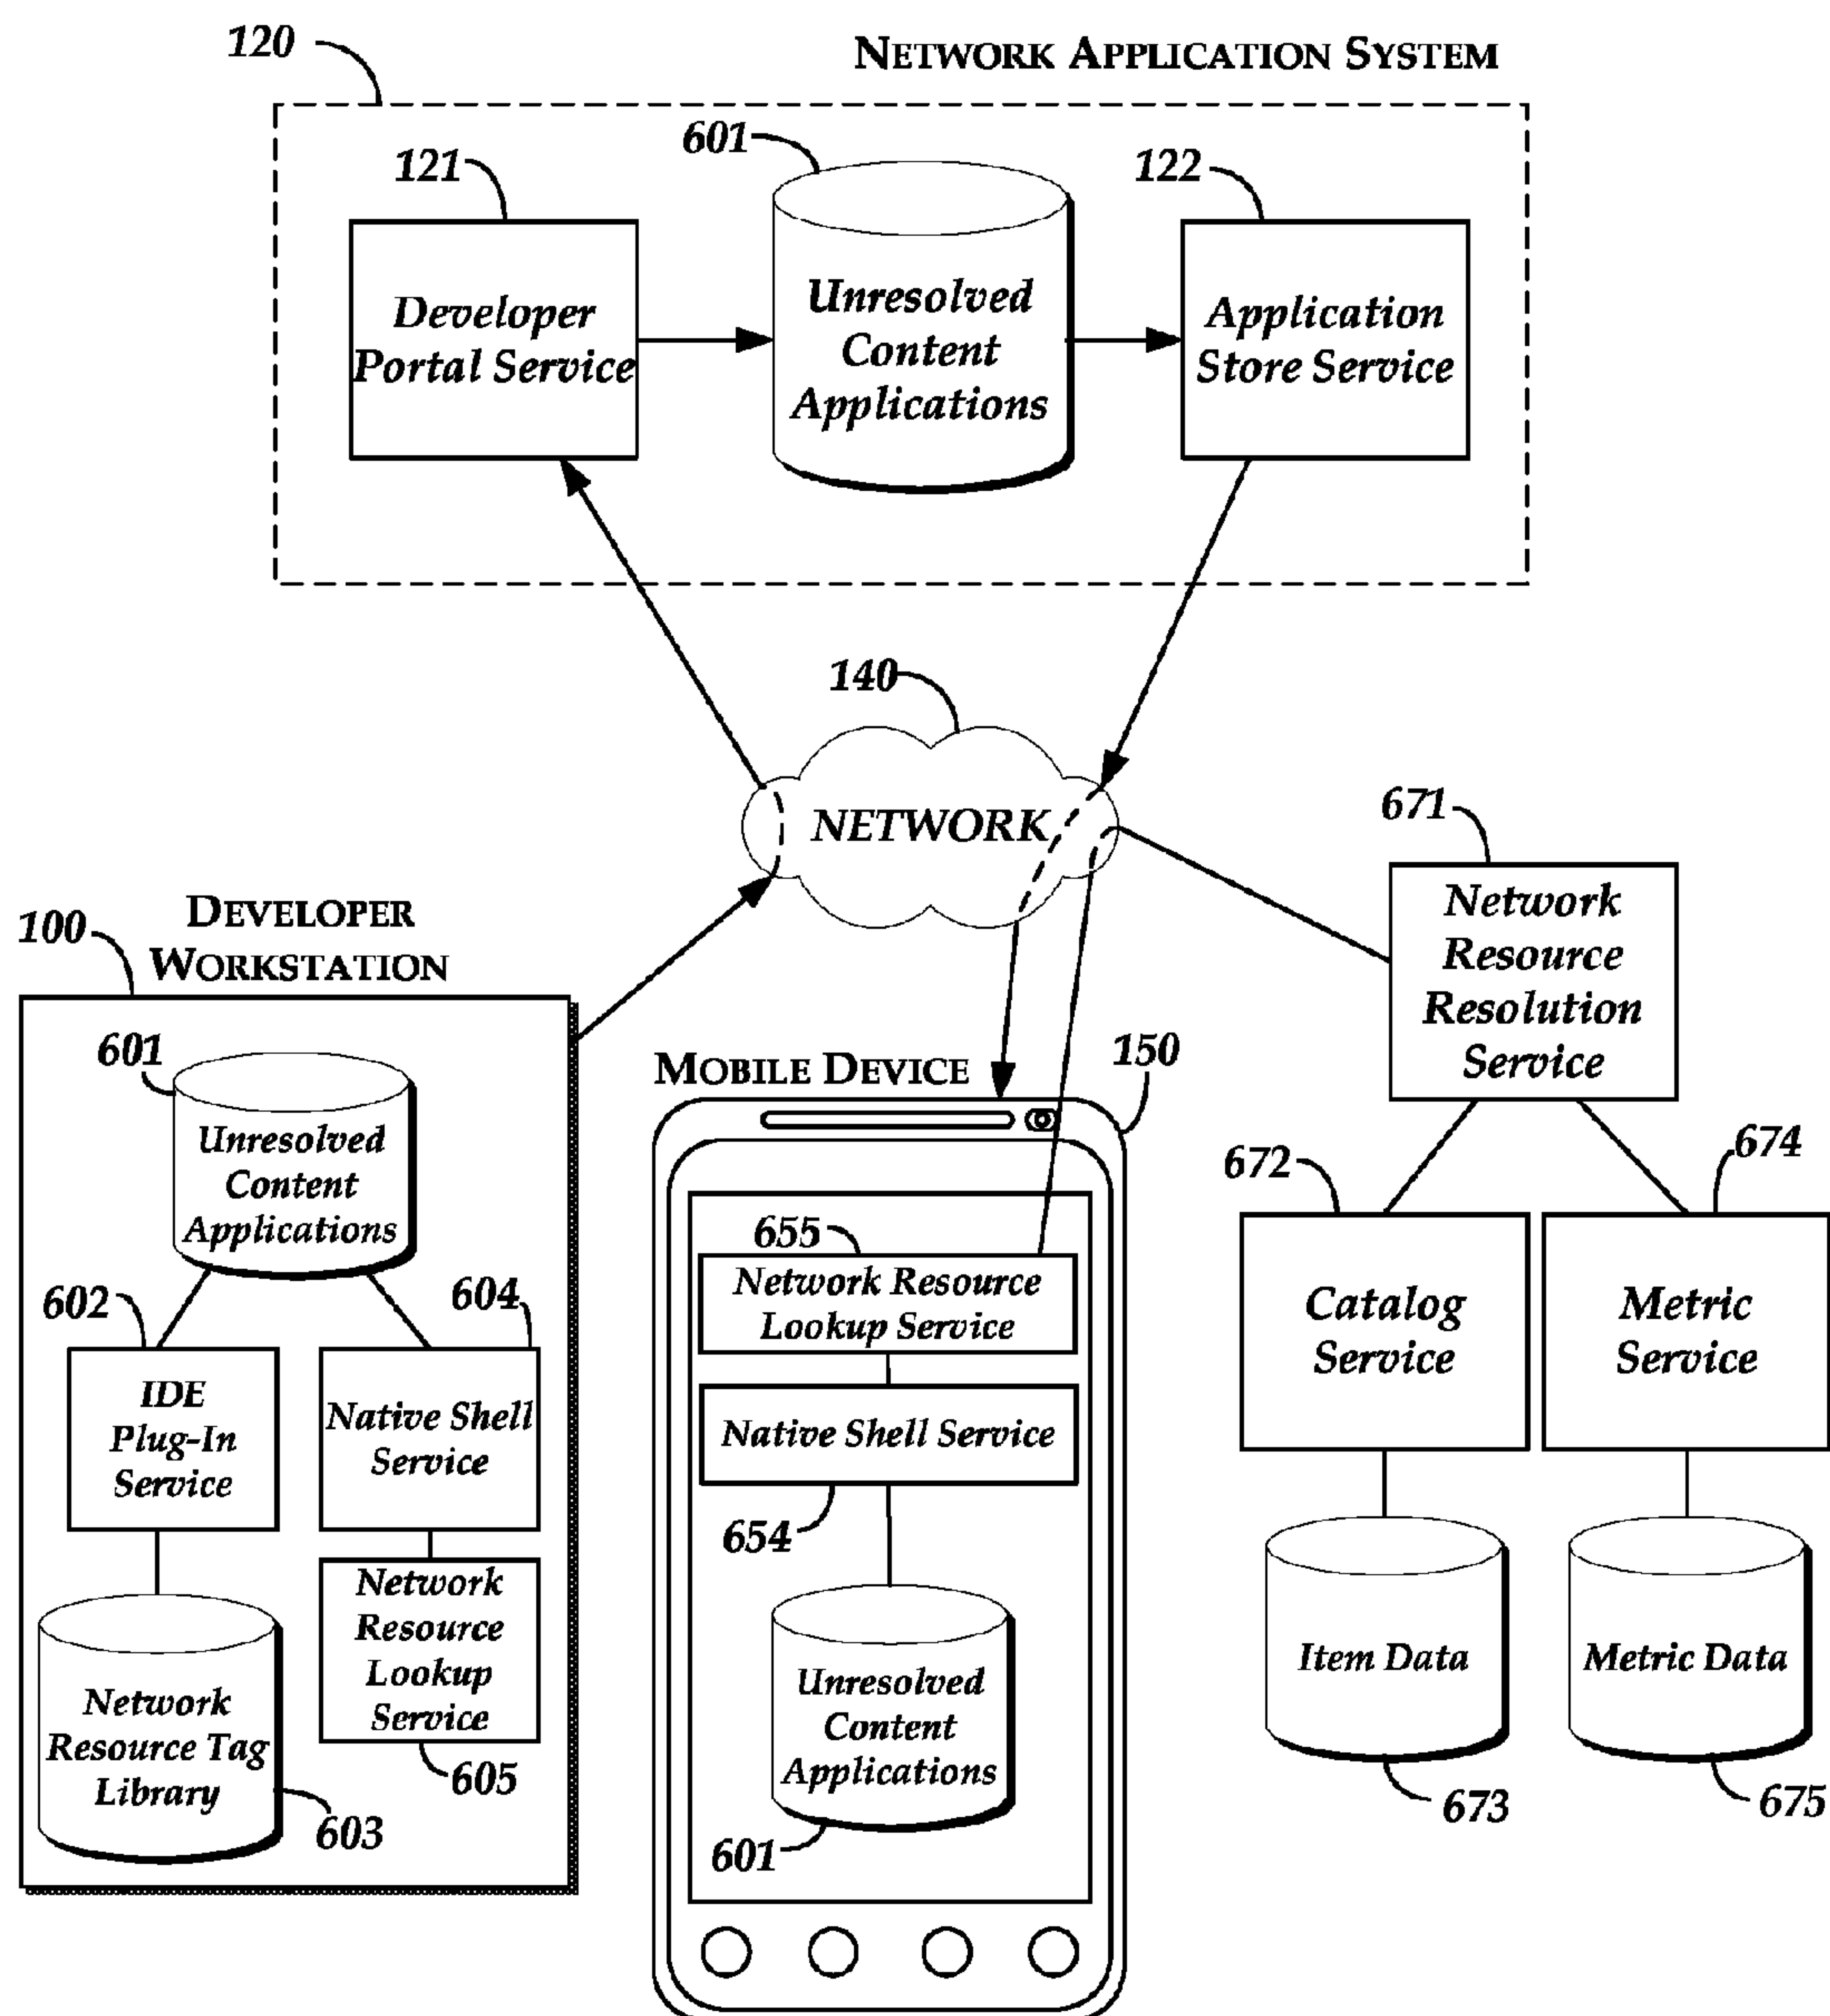 120
NETWORK APPLICATION SYSTEM
121
601
122
Developer
Portal Service
Unresolved
Content
Applications
Application
Store Service
140
NETWORK
671
Network
Resource
Resolution
Service
100
DEVELOPER
WORKSTATION
601
Unresolved
Content
Applications
602
604
IDE
Plug-In
Service
Native Shell
Service
Network
Resource Tag
Library
603
Network
Resource
Lookup
Service
605
MOBILE DEVICE
150
655
Network Resource
Lookup Service
Native Shell Service
654
Unresolved
Content
Applications
601
672
674
Catalog
Service
Metric
Service
Item Data
Metric Data
673
675